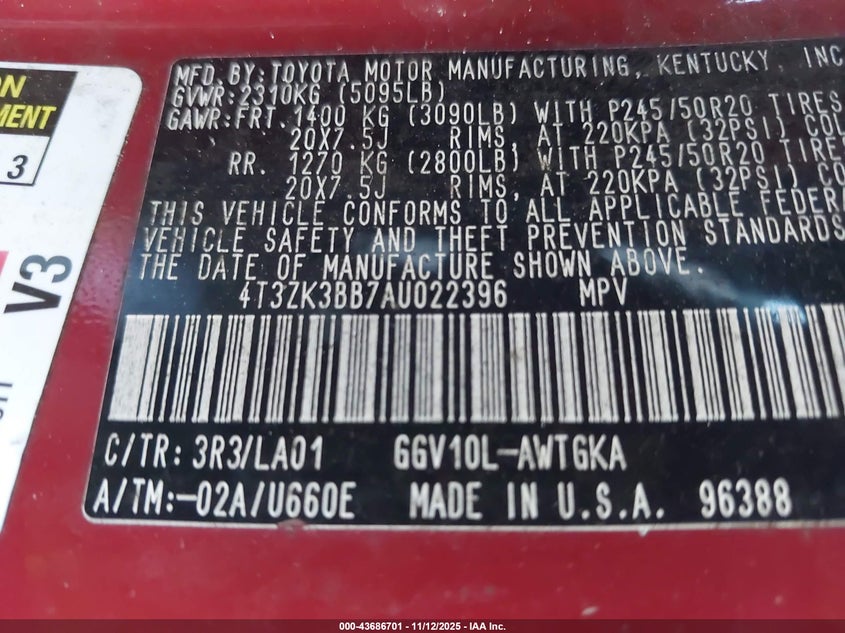 ON
MENT
3
V3
MFD. BY: TOYOTA MOTOR MANUFACTURING, KENTUCKY, INC
GVWR:2310KG (5095LB)
GAWR:FRT. 1400 KG (3090LB) WITH P245/50R20 TIRES
20X7.5J RIMS, AT 220KPA (32PSI) COL
RR. 1270 KG (2800LB) WITH P245/50R20 TIRES
20X7.5J RIMS, AT 220KPA (32PSI) CO
THIS VEHICLE CONFORMS TO ALL APPLICABLE FEDERA
VEHICLE SAFETY AND THEFT PREVENTION STANDARDS
THE DATE OF MANUFACTURE SHOWN ABOVE.
4T3ZK3BB7AU022396 MPV
C/TR: 3R3/LA01 GGV10L-AWTGKA
A/TM:-02A/U660E MADE IN U.S.A. 96388
000-43686701 - 11/12/2025 - IAA Inc.